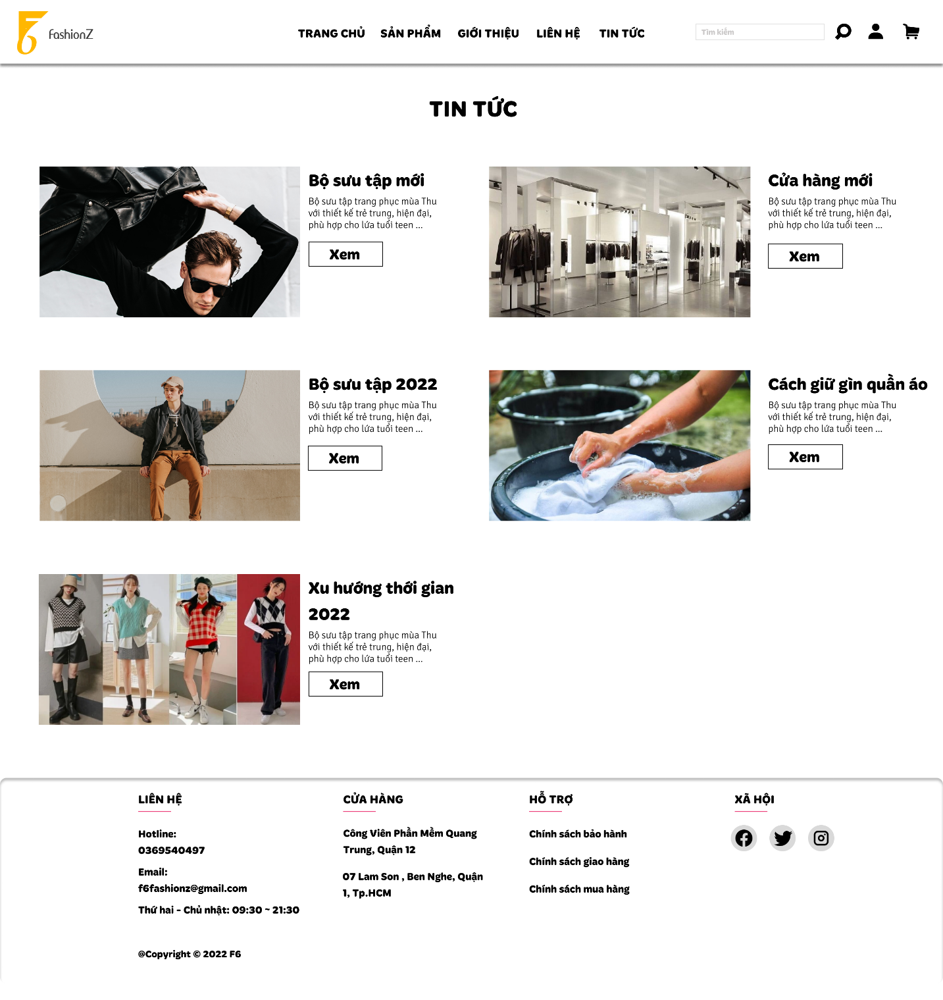 FashionZ
TRANG CHỦ
SẢN PHẨM
GIỚI THIỆU
LIÊN HỆ
TIN TỨC
Tìm kiếm
TIN TỨC
Bộ sưu tập mới
Bộ sưu tập trang phục mùa Thu
với thiết kế trẻ trung, hiện đại,
phù hợp cho lứa tuổi teen ...
Xem
Cửa hàng mới
Bộ sưu tập trang phục mùa Thu
với thiết kế trẻ trung, hiện đại,
phù hợp cho lứa tuổi teen ...
Xem
Bộ sưu tập 2022
Bộ sưu tập trang phục mùa Thu
với thiết kế trẻ trung, hiện đại,
phù hợp cho lứa tuổi teen ...
Xem
Cách giữ gìn quần áo
Bộ sưu tập trang phục mùa Thu
với thiết kế trẻ trung, hiện đại,
phù hợp cho lứa tuổi teen ...
Xem
Xu hướng thới gian
2022
Bộ sưu tập trang phục mùa Thu
với thiết kế trẻ trung, hiện đại,
phù hợp cho lứa tuổi teen ...
Xem
LIÊN HỆ
Hotline:
0369540497
Email:
f6fashionz@gmail.com
Thứ hai - Chủ nhật: 09:30 ~ 21:30
@Copyright © 2022 F6
CỬA HÀNG
Công Viên Phần Mềm Quang
Trung, Quận 12
07 Lam Son , Ben Nghe, Quận
1, Tp.HCM
HỖ TRỢ
Chính sách bảo hành
Chính sách giao hàng
Chính sách mua hàng
XÃ HỘI